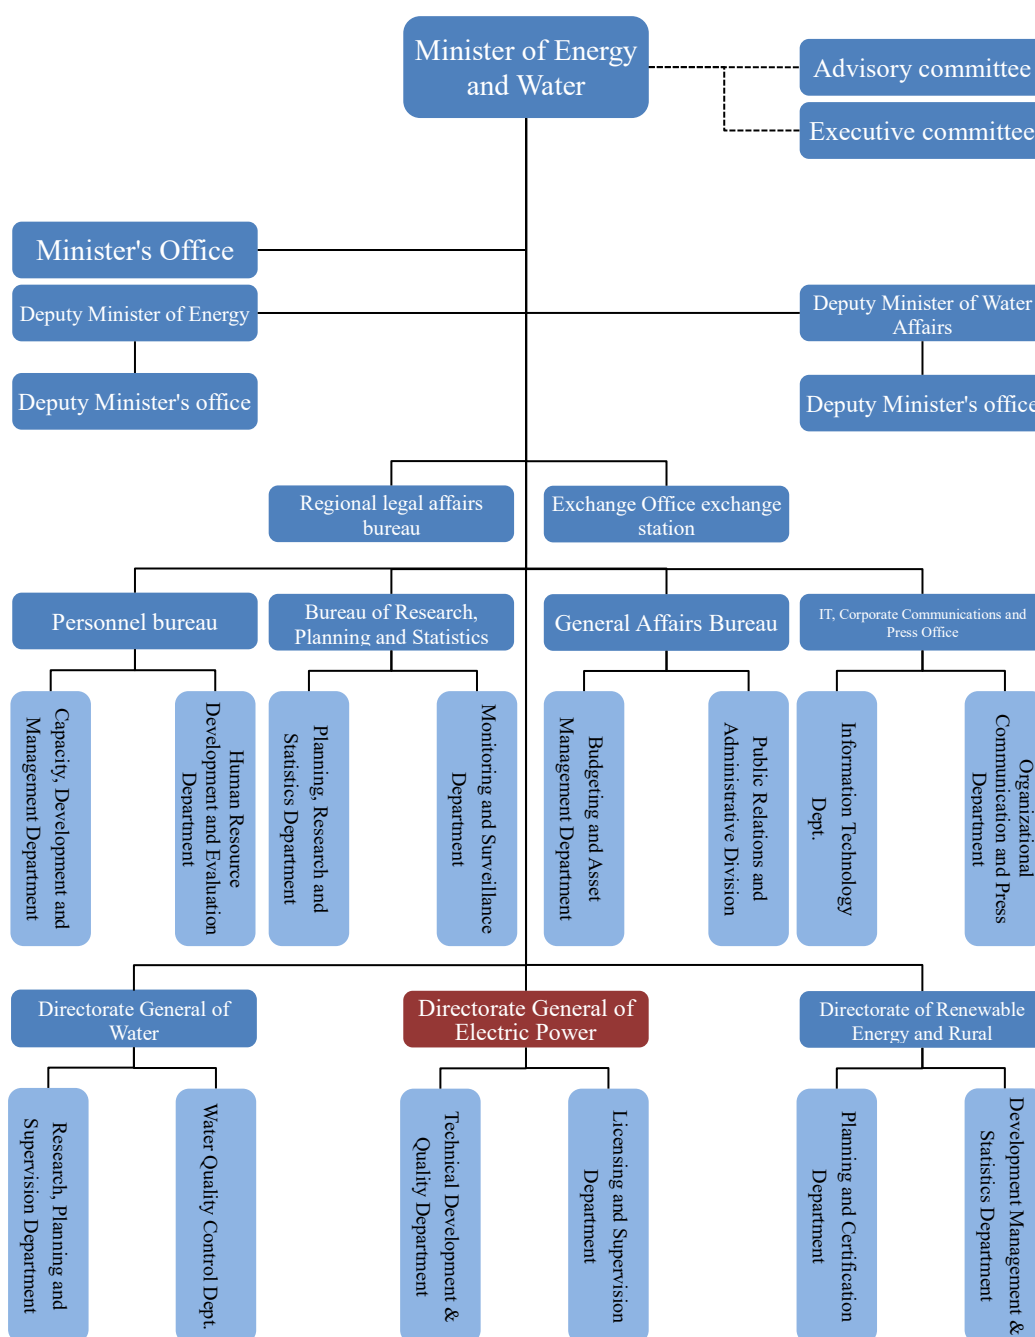 Minister of Energy
and Water
Advisory committee
Executive committee
Minister's Office
Deputy Minister of Energy
Deputy Minister of Water
Affairs
Deputy Minister's office
Deputy Minister's office
Regional legal affairs
bureau
Exchange Office exchange
station
Personnel bureau
Bureau of Research,
Planning and Statistics
General Affairs Bureau
IT, Corporate Communications and
Press Office
Capacity, Development and
Management Department
Human Resource
Development and Evaluation
Department
Planning, Research and
Statistics Department
Monitoring and Surveillance
Department
Budgeting and Asset
Management Department
Public Relations and
Administrative Division
Information Technology
Dept.
Organizational
Communication and Press
Department
Directorate General of
Water
Directorate General of
Electric Power
Directorate of Renewable
Energy and Rural
Research, Planning and
Supervision Department
Water Quality Control Dept.
Technical Development &
Quality Department
Licensing and Supervision
Department
Planning and Certification
Department
Development Management &
Statistics Department